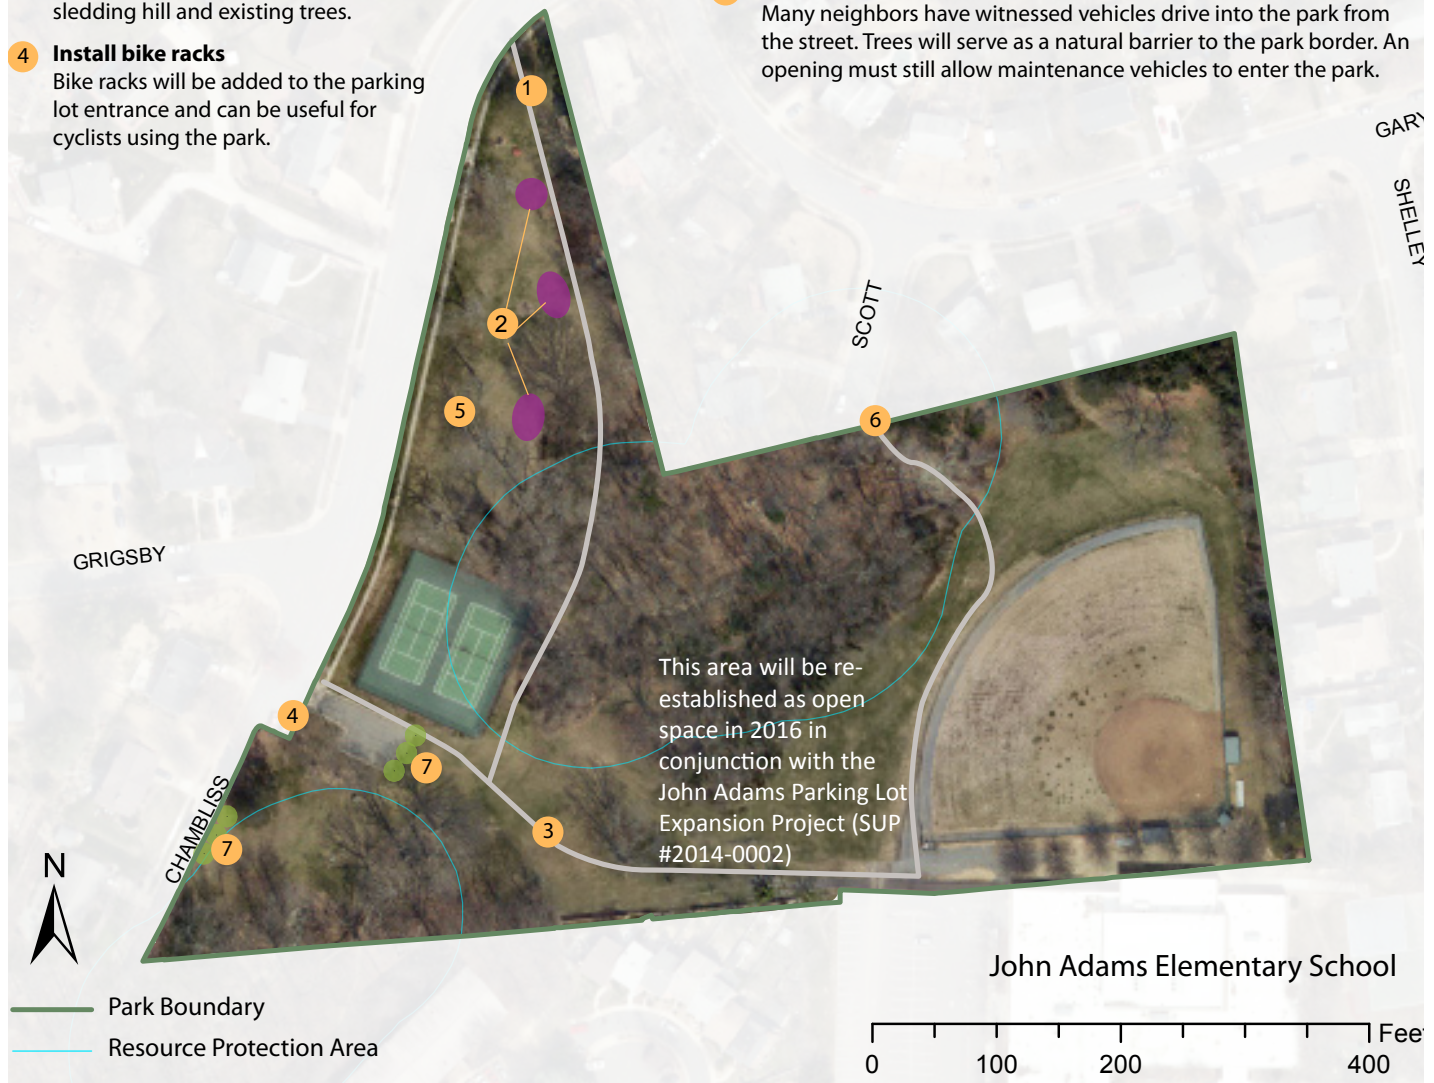 sledding hill and existing trees.
4 Install bike racks
Bike racks will be added to the parking
lot entrance and can be useful for
cyclists using the park.
Many neighbors have witnessed vehicles drive into the park from
the street. Trees will serve as a natural barrier to the park border. An
opening must still allow maintenance vehicles to enter the park.
1
GARY
SHELLEY
2
SCOTT
5
6
GRIGSBY
This area will be re-
established as open
space in 2016 in
conjunction with the
John Adams Parking Lot
Expansion Project (SUP
#2014-0002)
4
7
3
CHAMBLISS
7
N
John Adams Elementary School
Park Boundary
Resource Protection Area
Feet
0 100 200 400